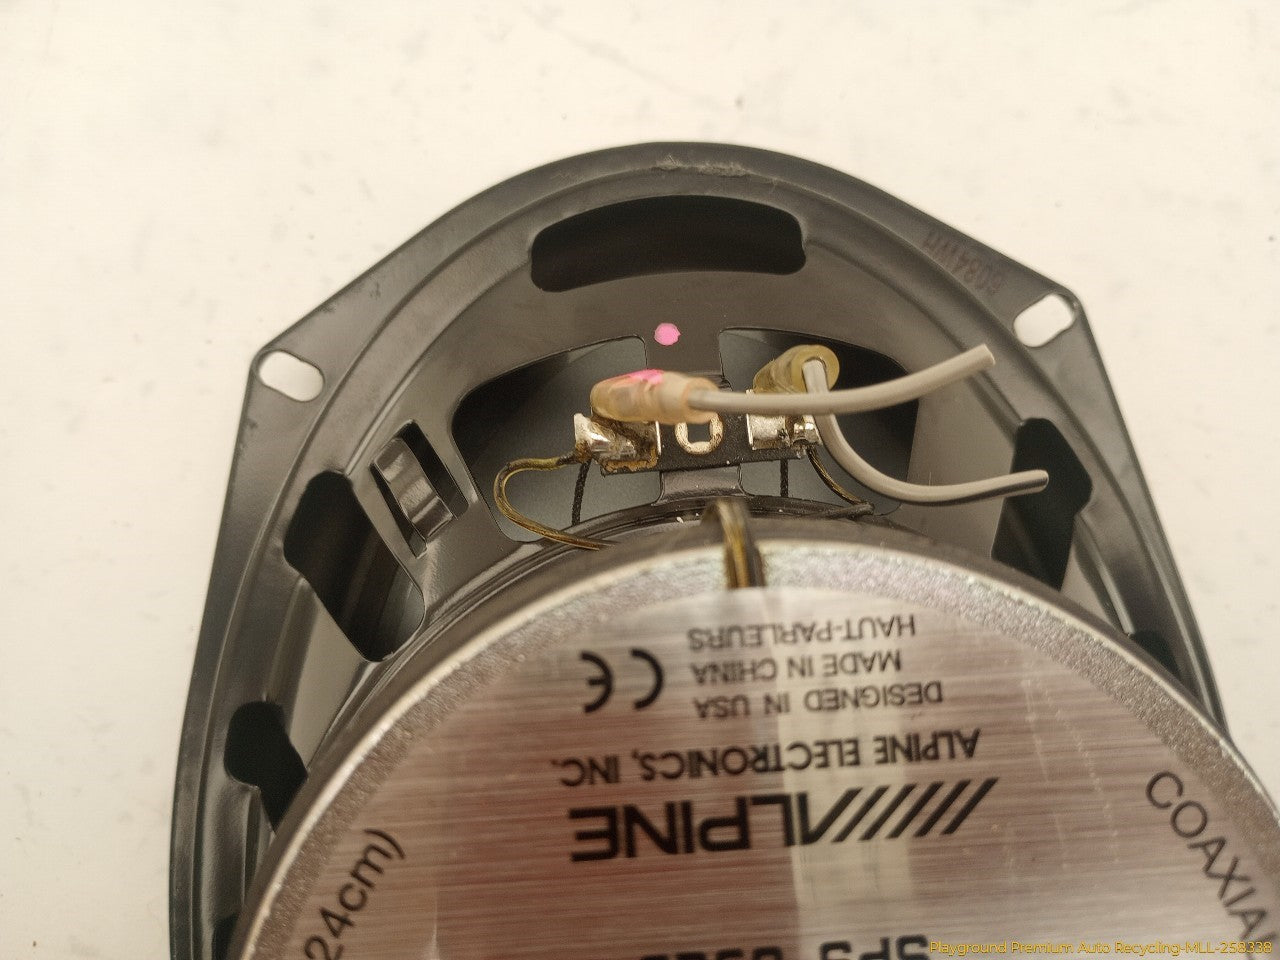 HAUT-PARLEURS
MADE IN CHINA
DESIGNED IN USA
CE
ALPINE ELECTRONICS, INC.
ALPINE
COAXIA
24cm)
SPS
Playground Premium Auto Recycling-MLL-258338